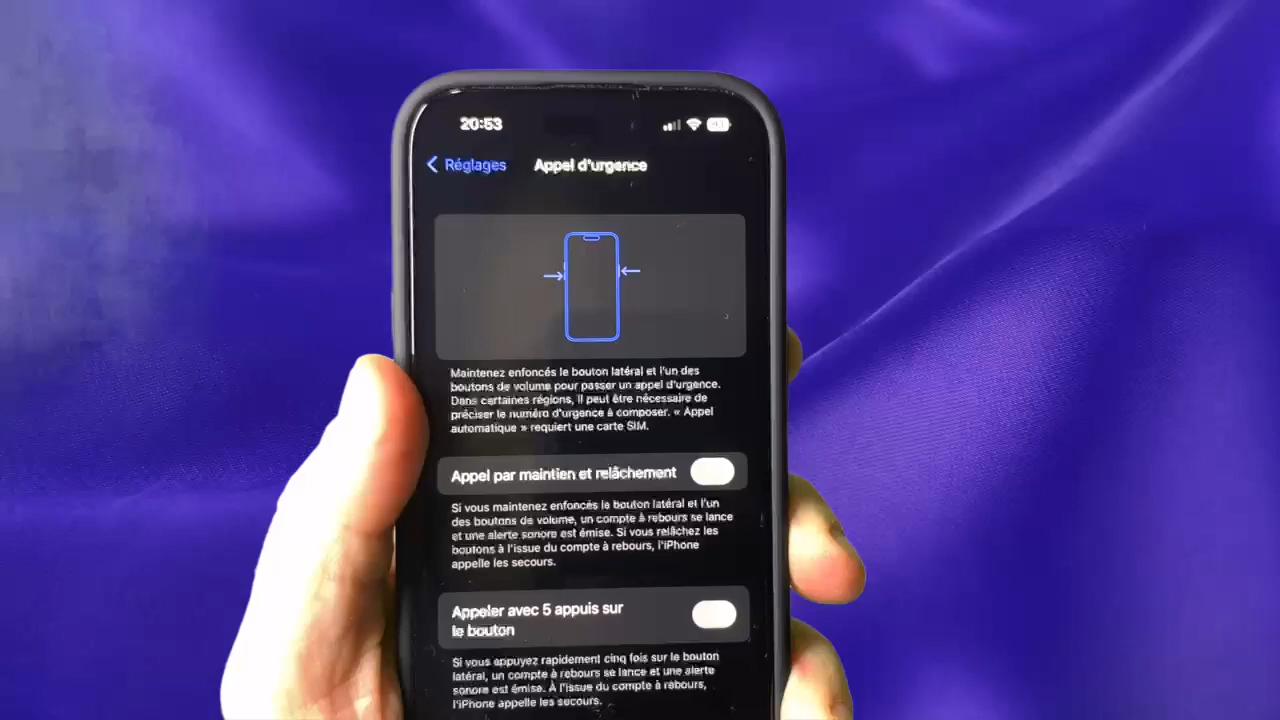 20:53
Réglages
Appel d'urgence
Maintenez enfoncés le bouton latéral et l'un des
boutons de volume pour passer un appel d'urgence.
Dans certaines régions, il peut être nécessaire de
préciser le numéro d'urgence à composer. « Appel
automatique » requiert une carte SIM.
Appel par maintien et relâchement
Si vous maintenez enfoncés le bouton latéral et l'un
des boutons de volume, un compte à rebours se lance
et une alerte sonore est émise. Si vous relâchez les
boutons à l'issue du compte à rebours, l'iPhone
appelle les secours.
Appeler avec 5 appuis sur
le bouton
Si vous appuyez rapidement cinq fois sur le bouton
latéral, un compte à rebours se lance et une alerte
sonore est émise. À l'issue du compte à rebours,
l'iPhone appelle les secours.